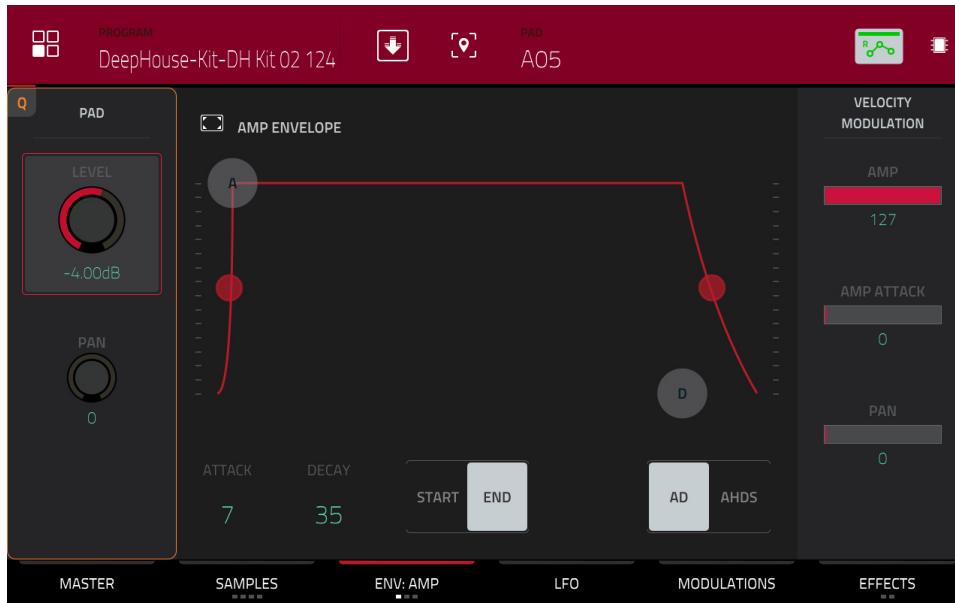 PROGRAM
DeepHouse-Kit-DH Kit 02 124
PAD
A05
R
Q
PAD
LEVEL
-4.00dB
PAN
0
AMP ENVELOPE
A
D
ATTACK
7
DECAY
35
START
END
AD
AHDS
VELOCITY
MODULATION
AMP
127
AMP ATTACK
0
PAN
0
MASTER
SAMPLES
ENV: AMP
LFO
MODULATIONS
EFFECTS